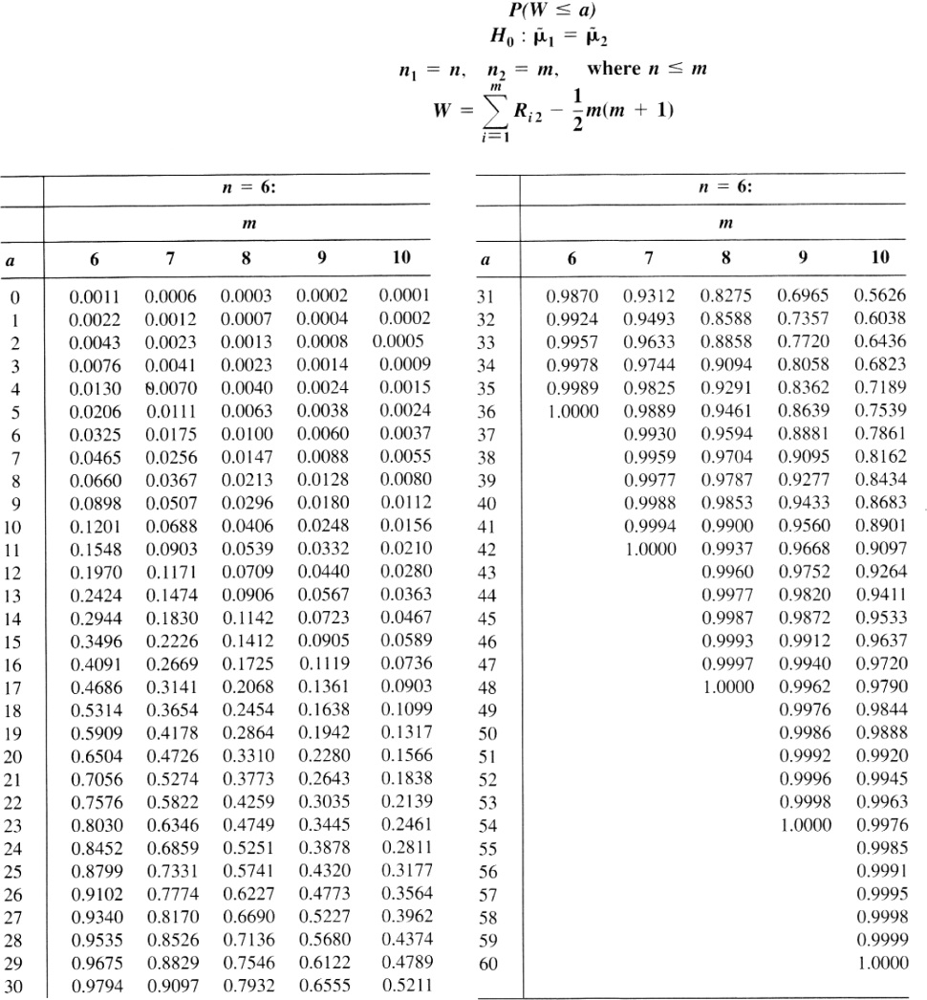 P(W ≤ a)
H₀ : μ̃₁ = μ̃₂
n₁ = n, n₂ = m, where n ≤ m
W = ∑_{i=1}^{m} R_{i2} − 1/2 m(m + 1)
n = 6:
m
a 6 7 8 9 10
0 0.0011 0.0006 0.0003 0.0002 0.0001
1 0.0022 0.0012 0.0007 0.0004 0.0002
2 0.0043 0.0023 0.0013 0.0008 0.0005
3 0.0076 0.0041 0.0023 0.0014 0.0009
4 0.0130 0.0070 0.0040 0.0024 0.0015
5 0.0206 0.0111 0.0063 0.0038 0.0024
6 0.0325 0.0175 0.0100 0.0060 0.0037
7 0.0465 0.0256 0.0147 0.0088 0.0055
8 0.0660 0.0367 0.0213 0.0128 0.0080
9 0.0898 0.0507 0.0296 0.0180 0.0112
10 0.1201 0.0688 0.0406 0.0248 0.0156
11 0.1548 0.0903 0.0539 0.0332 0.0210
12 0.1970 0.1171 0.0709 0.0440 0.0280
13 0.2424 0.1474 0.0906 0.0567 0.0363
14 0.2944 0.1830 0.1142 0.0723 0.0467
15 0.3496 0.2226 0.1412 0.0905 0.0589
16 0.4091 0.2669 0.1725 0.1119 0.0736
17 0.4686 0.3141 0.2068 0.1361 0.0903
18 0.5314 0.3654 0.2454 0.1638 0.1099
19 0.5909 0.4178 0.2864 0.1942 0.1317
20 0.6504 0.4726 0.3310 0.2280 0.1566
21 0.7056 0.5274 0.3773 0.2643 0.1838
22 0.7576 0.5822 0.4259 0.3035 0.2139
23 0.8030 0.6346 0.4749 0.3445 0.2461
24 0.8452 0.6859 0.5251 0.3878 0.2811
25 0.8799 0.7331 0.5741 0.4320 0.3177
26 0.9102 0.7774 0.6227 0.4773 0.3564
27 0.9340 0.8170 0.6690 0.5227 0.3962
28 0.9535 0.8526 0.7136 0.5680 0.4374
29 0.9675 0.8829 0.7546 0.6122 0.4789
30 0.9794 0.9097 0.7932 0.6555 0.5211
n = 6:
m
a 6 7 8 9 10
31 0.9870 0.9312 0.8275 0.6965 0.5626
32 0.9924 0.9493 0.8588 0.7357 0.6038
33 0.9957 0.9633 0.8858 0.7720 0.6436
34 0.9978 0.9744 0.9094 0.8058 0.6823
35 0.9989 0.9825 0.9291 0.8362 0.7189
36 1.0000 0.9889 0.9461 0.8639 0.7539
37 0.9930 0.9594 0.8881 0.7861
38 0.9959 0.9704 0.9095 0.8162
39 0.9977 0.9787 0.9277 0.8434
40 0.9988 0.9853 0.9433 0.8683
41 0.9994 0.9900 0.9560 0.8901
42 1.0000 0.9937 0.9668 0.9097
43 0.9960 0.9752 0.9264
44 0.9977 0.9820 0.9411
45 0.9987 0.9872 0.9533
46 0.9993 0.9912 0.9637
47 0.9997 0.9940 0.9720
48 1.0000 0.9962 0.9790
49 0.9976 0.9844
50 0.9986 0.9888
51 0.9992 0.9920
52 0.9996 0.9945
53 0.9998 0.9963
54 1.0000 0.9976
55 0.9985
56 0.9991
57 0.9995
58 0.9998
59 0.9999
60 1.0000